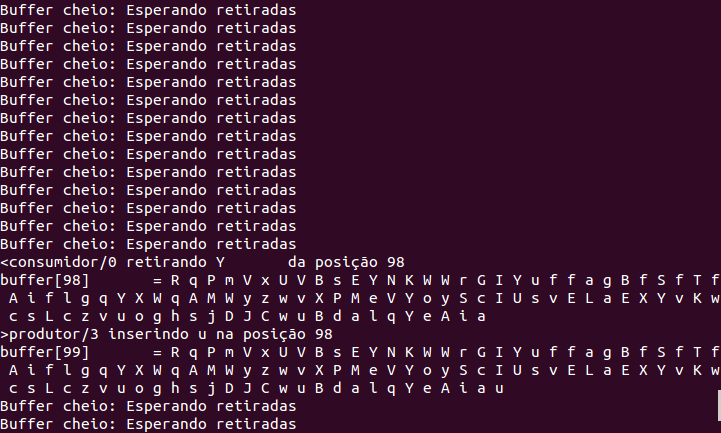 Buffer cheio: Esperando retiradas
Buffer cheio: Esperando retiradas
Buffer cheio: Esperando retiradas
Buffer cheio: Esperando retiradas
Buffer cheio: Esperando retiradas
Buffer cheio: Esperando retiradas
Buffer cheio: Esperando retiradas
Buffer cheio: Esperando retiradas
Buffer cheio: Esperando retiradas
Buffer cheio: Esperando retiradas
Buffer cheio: Esperando retiradas
Buffer cheio: Esperando retiradas
Buffer cheio: Esperando retiradas
Buffer cheio: Esperando retiradas
<consumidor/0 retirando Y       da posição 98
buffer[98]       = R q P m V x U V B s E Y N K W W r G I Y u f f a g B f S f T f
 A i f l g q Y X W q A M W y z w v X P M e V Y o y S c I U s v E L a E X Y v K w
 c s L c z v u o g h s j D J C w u B d a l q Y e A i a
>produtor/3 inserindo u na posição 98
buffer[99]       = R q P m V x U V B s E Y N K W W r G I Y u f f a g B f S f T f
 A i f l g q Y X W q A M W y z w v X P M e V Y o y S c I U s v E L a E X Y v K w
 c s L c z v u o g h s j D J C w u B d a l q Y e A i a u
Buffer cheio: Esperando retiradas
Buffer cheio: Esperando retiradas